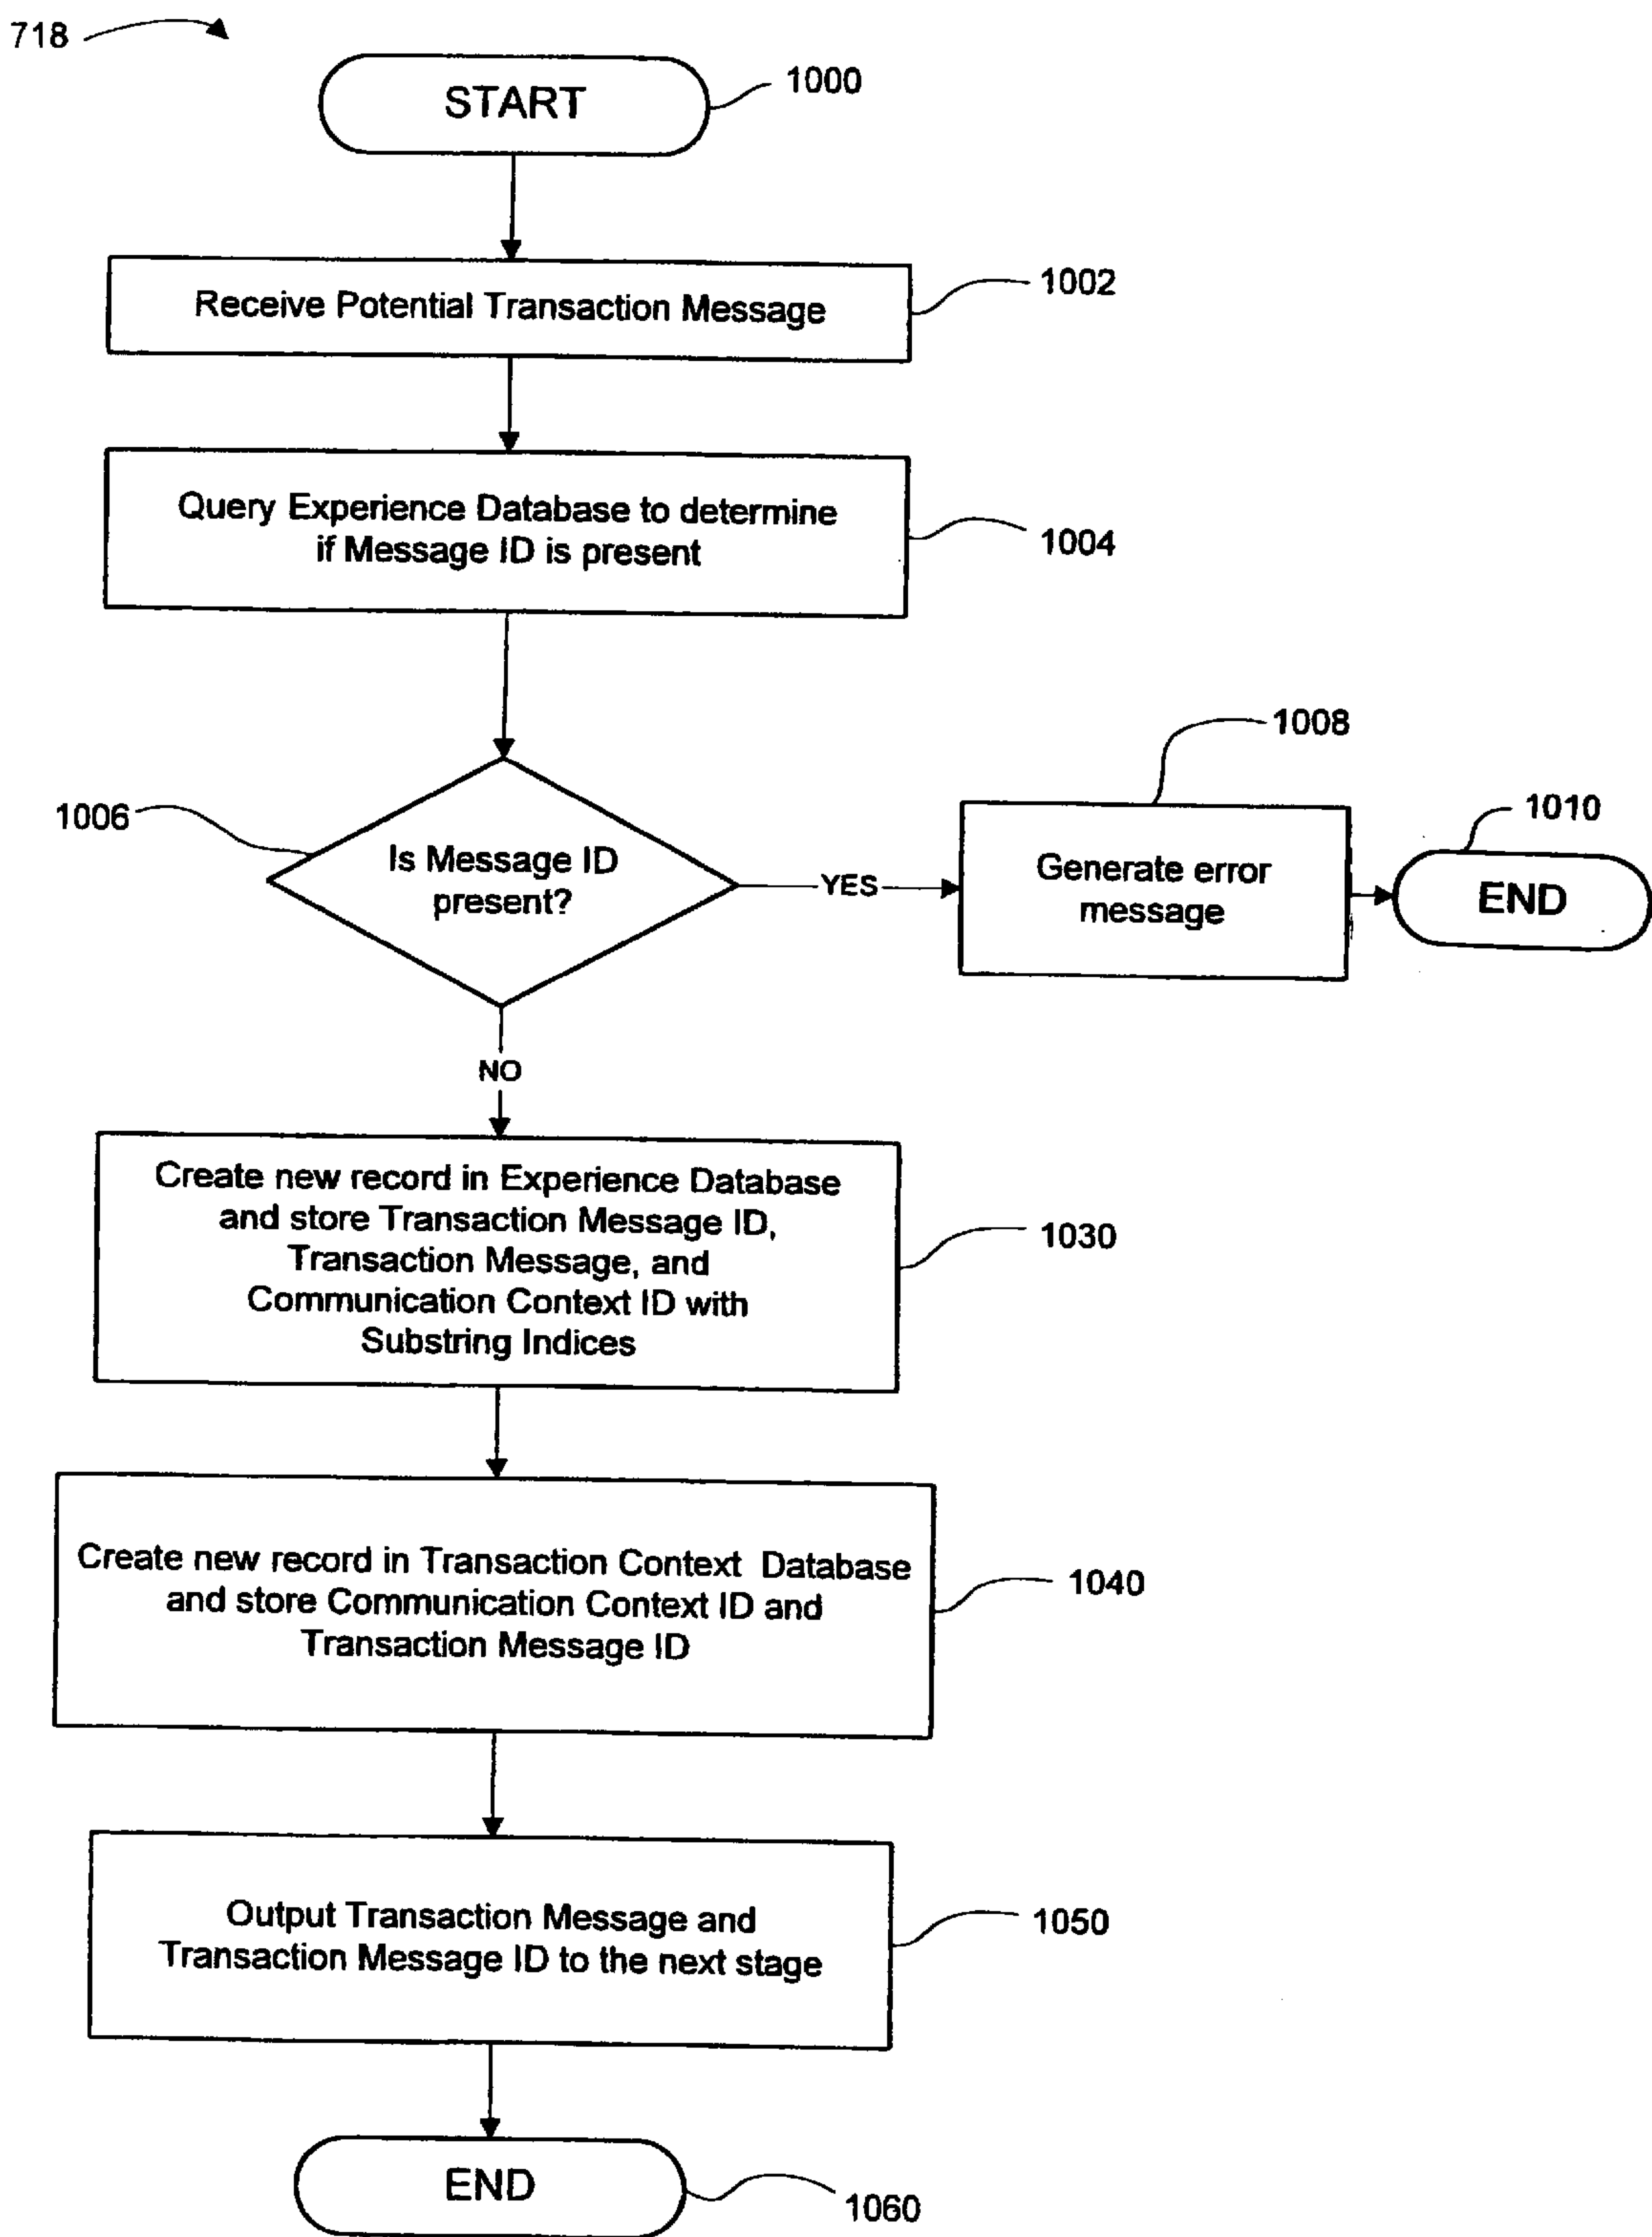 718
START
1000
Receive Potential Transaction Message
1002
Query Experience Database to determine
if Message ID is present
1004
1006
Is Message ID
present?
YES
1008
Generate error
message
1010
END
NO
Create new record in Experience Database
and store Transaction Message ID,
Transaction Message, and
Communication Context ID with
Substring Indices
1030
Create new record in Transaction Context Database
and store Communication Context ID and
Transaction Message ID
1040
Output Transaction Message and
Transaction Message ID to the next stage
1050
END
1060